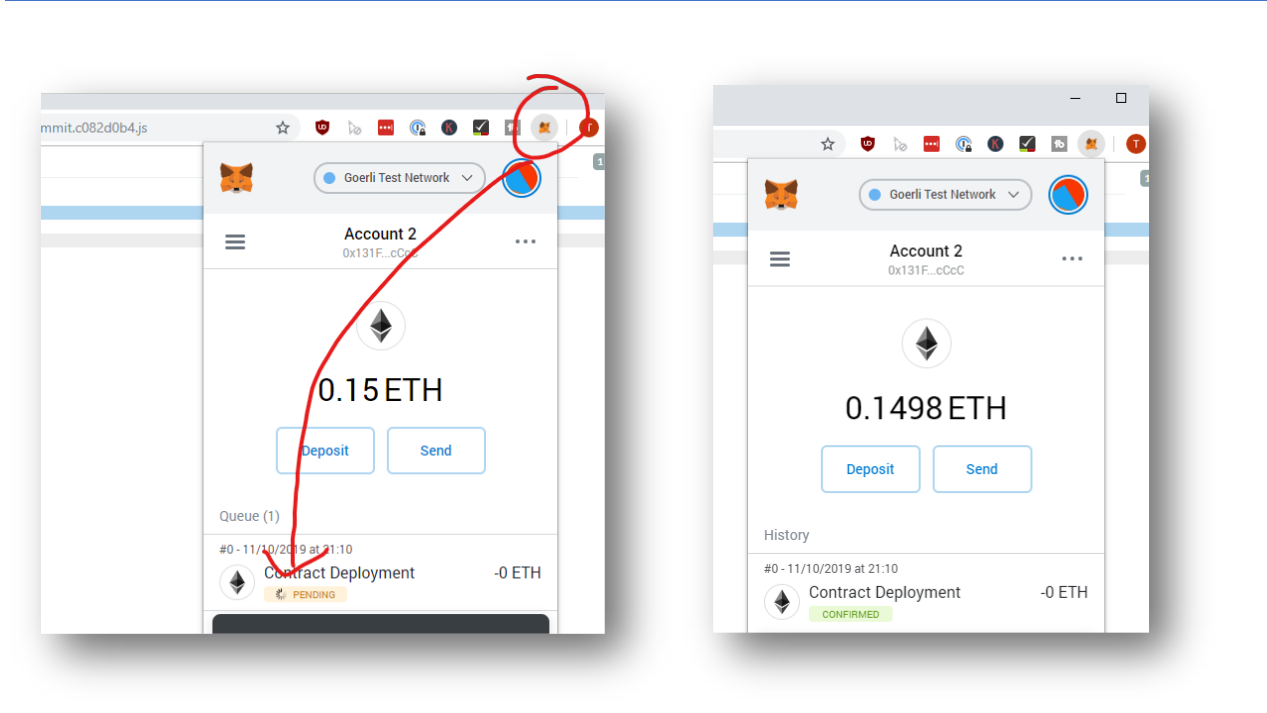 mmit.c082d0b4.js
Goerli Test Network
Account 2
0x131F...cCcC
0.15 ETH
Deposit
Send
Queue (1)
#0 - 11/10/2019 at 21:10
Contract Deployment
-0 ETH
PENDING
T
1
T
Goerli Test Network
Account 2
0x131F...cCcC
0.1498 ETH
Deposit
Send
History
#0 - 11/10/2019 at 21:10
Contract Deployment
-0 ETH
CONFIRMED